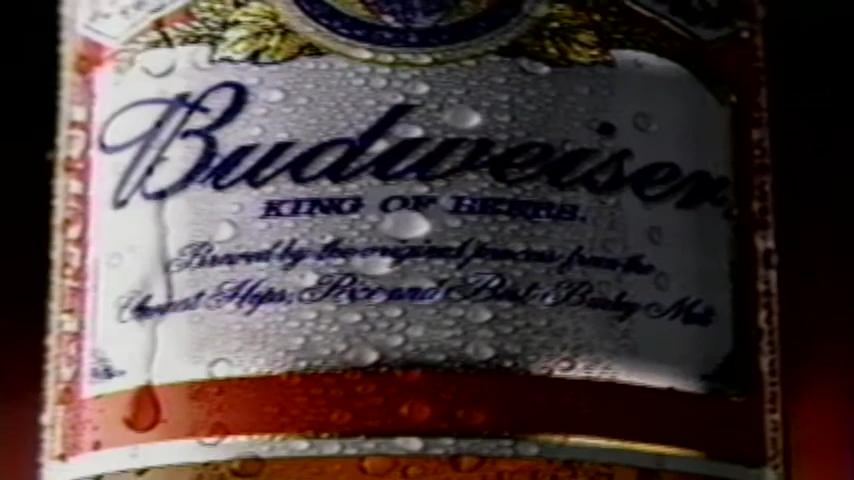 Budweiser
KING OF BEERS.
Brewed by the original process from the
Choicest Hops, Rice and Best Barley Malt